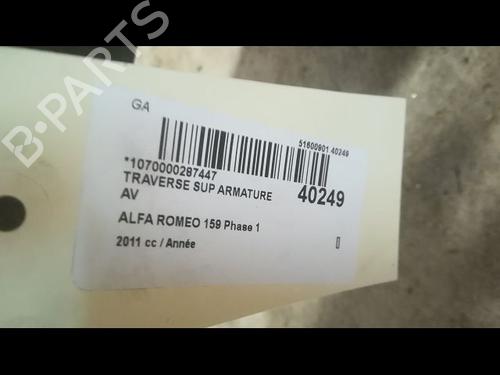 GA
51600901 40249
*1070000287447
TRAVERSE SUP ARMATURE
AV
40249
ALFA ROMEO 159 Phase 1
2011 cc / Année
B-PARTS